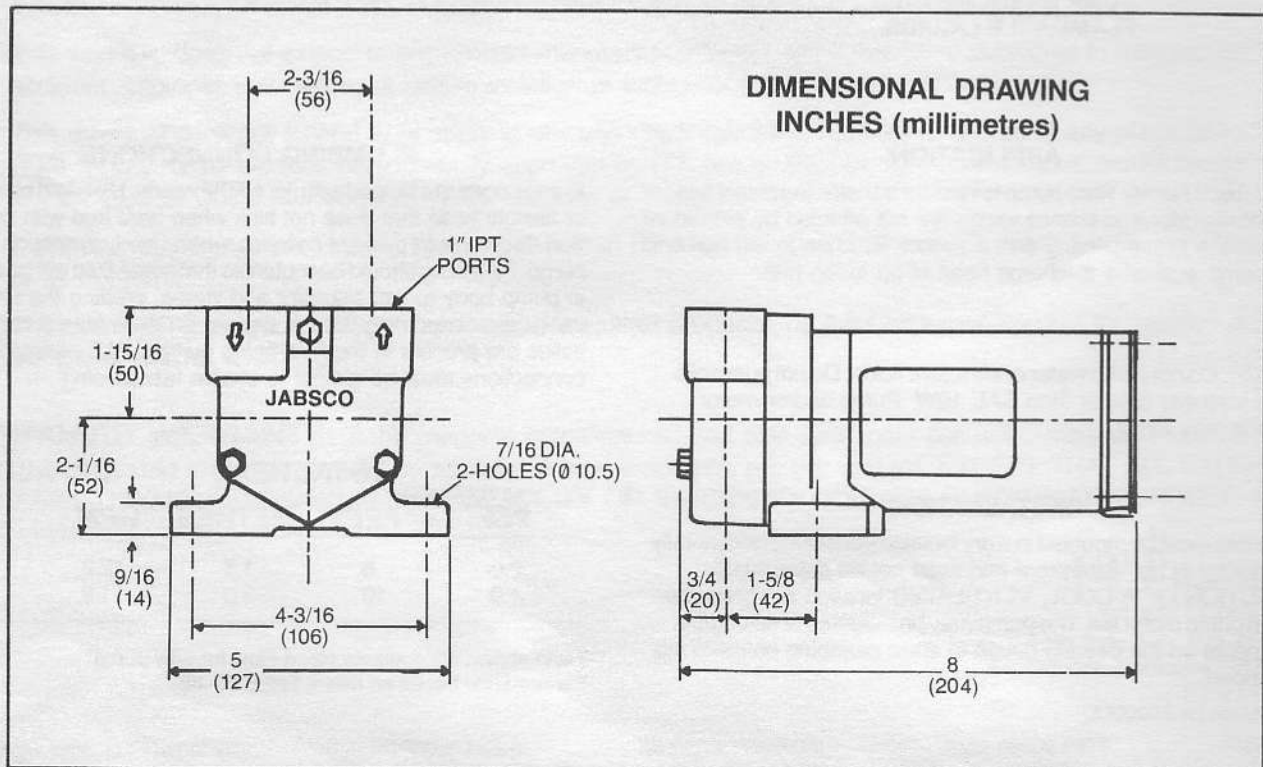 DIMENSIONAL DRAWING
INCHES (millimetres)
2-3/16
(56)
1" IPT
PORTS
1-15/16
(50)
JABSCO
7/16 DIA.
2-HOLES (Ø 10.5)
2-1/16
(52)
9/16
(14)
4-3/16
(106)
5
(127)
3/4
(20)
1-5/8
(42)
8
(204)